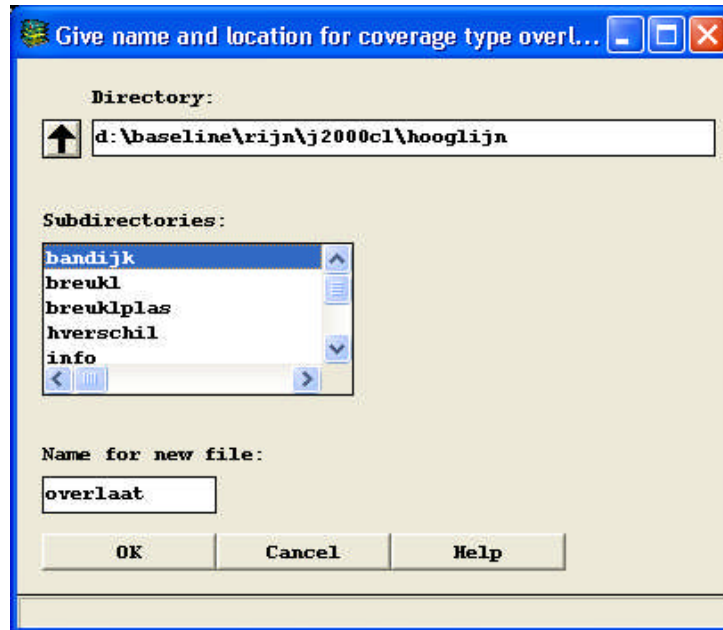 Give name and location for coverage type overl...
Directory:
d:\baseline\rijn\j2000cl\hooglijn
Subdirectories:
bandijk
breukl
breuklplas
hverschil
info
Name for new file:
overlaat
OK Cancel Help